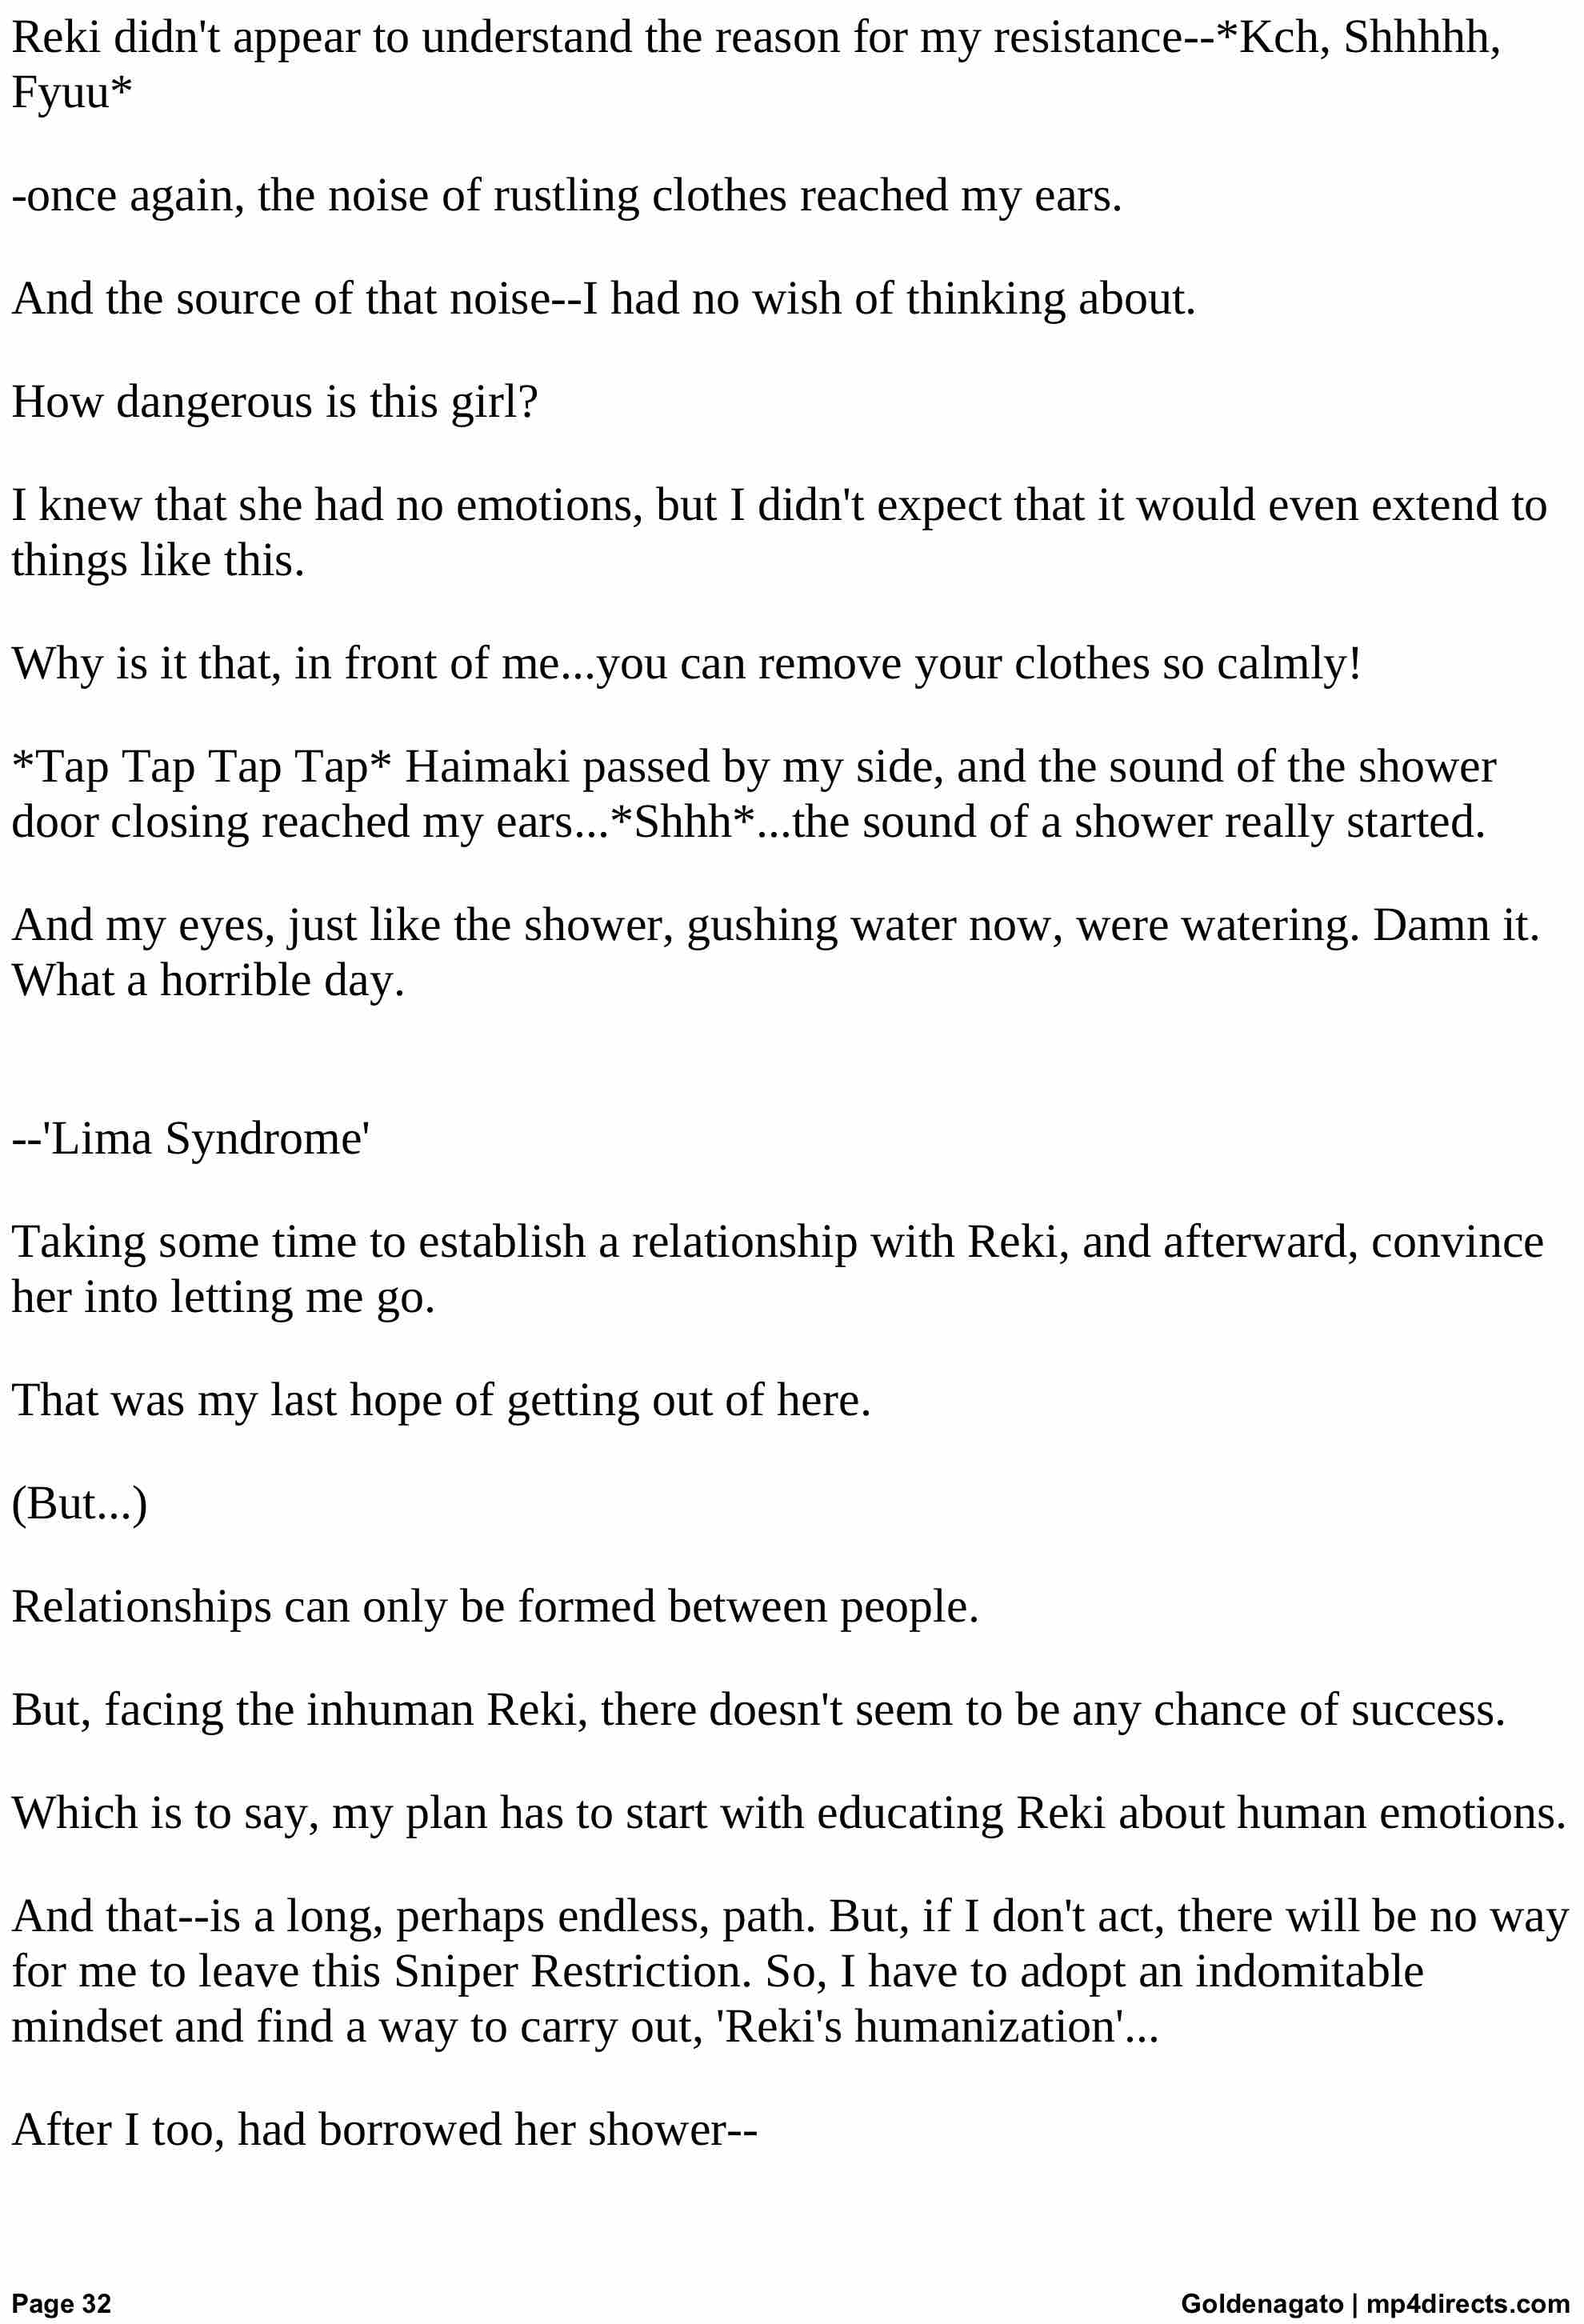 Reki didn't appear to understand the reason for my resistance--*Kch, Shhhhh,
Fyuu*
-once again, the noise of rustling clothes reached my ears.
And the source of that noise--I had no wish of thinking about.
How dangerous is this girl?
I knew that she had no emotions, but I didn't expect that it would even extend to
things like this.
Why is it that, in front of me...you can remove your clothes so calmly!
*Tap Tap Tap Tap* Haimaki passed by my side, and the sound of the shower
door closing reached my ears...*Shhh*...the sound of a shower really started.
And my eyes, just like the shower, gushing water now, were watering. Damn it.
What a horrible day.
--'Lima Syndrome'
Taking some time to establish a relationship with Reki, and afterward, convince
her into letting me go.
That was my last hope of getting out of here.
(But...)
Relationships can only be formed between people.
But, facing the inhuman Reki, there doesn't seem to be any chance of success.
Which is to say, my plan has to start with educating Reki about human emotions.
And that--is a long, perhaps endless, path. But, if I don't act, there will be no way
for me to leave this Sniper Restriction. So, I have to adopt an indomitable
mindset and find a way to carry out, 'Reki's humanization'...
After I too, had borrowed her shower--
Page 32 Goldenagato | mp4directs.com